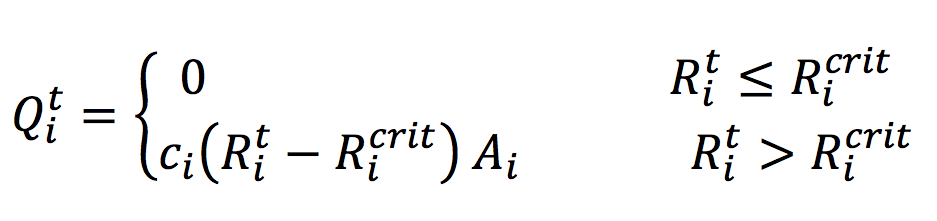 Q_i^t = { 0    R_i^t ≤ R_i^{crit}
c_i(R_i^t − R_i^{crit}) A_i    R_i^t > R_i^{crit}